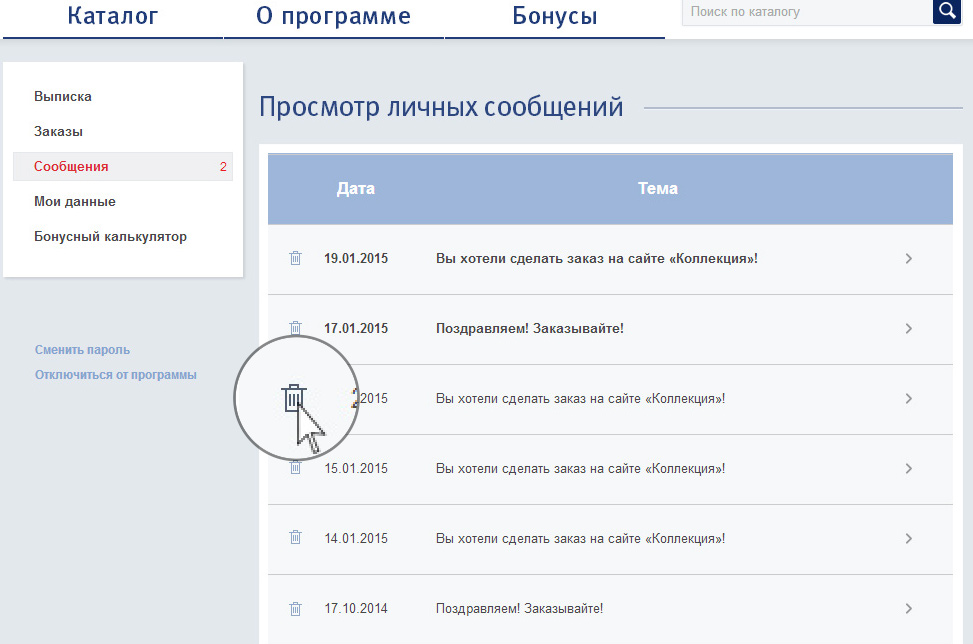 Каталог О программе Бонусы Поиск по каталогу
Выписка
Заказы
Сообщения 2
Мои данные
Бонусный калькулятор
Сменить пароль
Отключиться от программы
Просмотр личных сообщений
Дата Тема
19.01.2015 Вы хотели сделать заказ на сайте «Коллекция»!
17.01.2015 Поздравляем! Заказывайте!
2015 Вы хотели сделать заказ на сайте «Коллекция»!
15.01.2015 Вы хотели сделать заказ на сайте «Коллекция»!
14.01.2015 Вы хотели сделать заказ на сайте «Коллекция»!
17.10.2014 Поздравляем! Заказывайте!